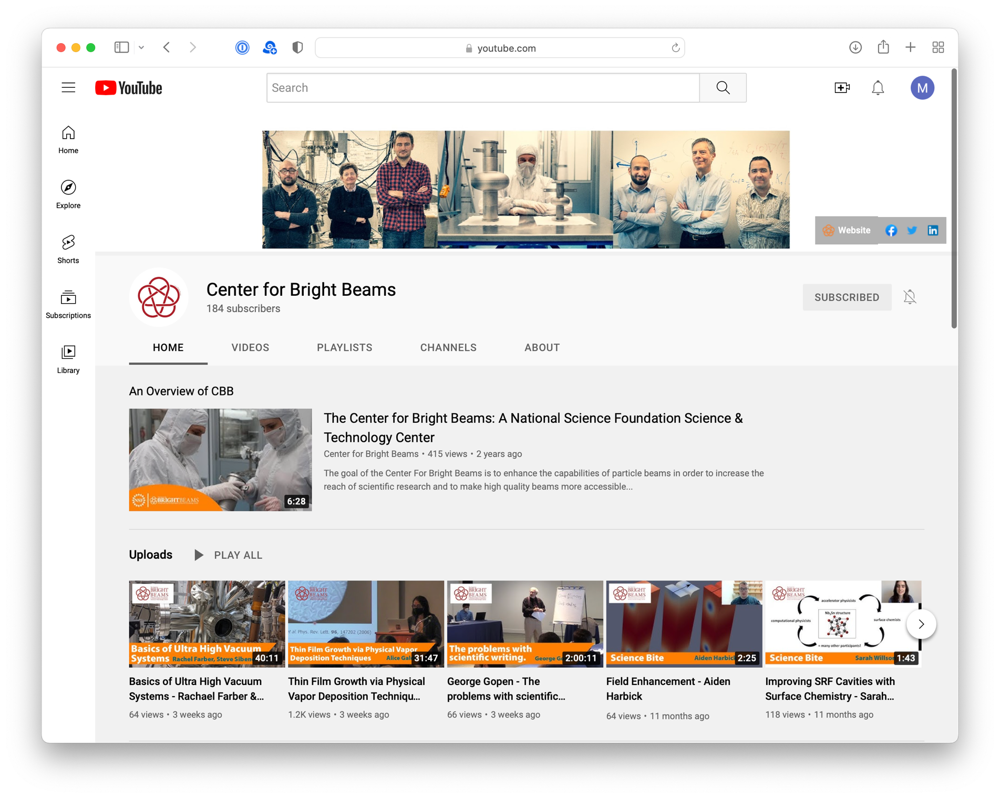 youtube.com
YouTube
Search
M
Home
Explore
Shorts
Subscriptions
Library
Website
Center for Bright Beams
184 subscribers
SUBSCRIBED
HOME
VIDEOS
PLAYLISTS
CHANNELS
ABOUT
An Overview of CBB
NSF
BRIGHTBEAMS
6:28
The Center for Bright Beams: A National Science Foundation Science &
Technology Center
Center for Bright Beams • 415 views • 2 years ago
The goal of the Center For Bright Beams is to enhance the capabilities of particle beams in order to increase the
reach of scientific research and to make high quality beams more accessible...
Uploads
PLAY ALL
BRIGHT
BEAMS
Basics of Ultra High Vacuum
Systems Rachel Farber, Steve Siben
40:11
Basics of Ultra High Vacuum
Systems - Rachael Farber &...
64 views • 3 weeks ago
BRIGHT
BEAMS
et al. Phys. Rev. Lett. 96, 147202 (2006)
Thin Film Growth via Physical Vapor
Deposition Techniques Alice Gal
31:47
Thin Film Growth via Physical
Vapor Deposition Techniqu...
1.2K views • 3 weeks ago
BRIGHT
BEAMS
The problems with
scientific writing. George G
2:00:11
George Gopen - The
problems with scientific...
66 views • 3 weeks ago
BRIGHT
BEAMS
Science Bite Aiden Harbic
2:25
Field Enhancement - Aiden
Harbick
64 views • 11 months ago
BRIGHT
BEAMS
accelerator physicists
Nb₃Sn structure
computational physicists
surface chemists
+ many other participants!
Science Bite Sarah Willson
1:43
Improving SRF Cavities with
Surface Chemistry - Sarah...
118 views • 11 months ago